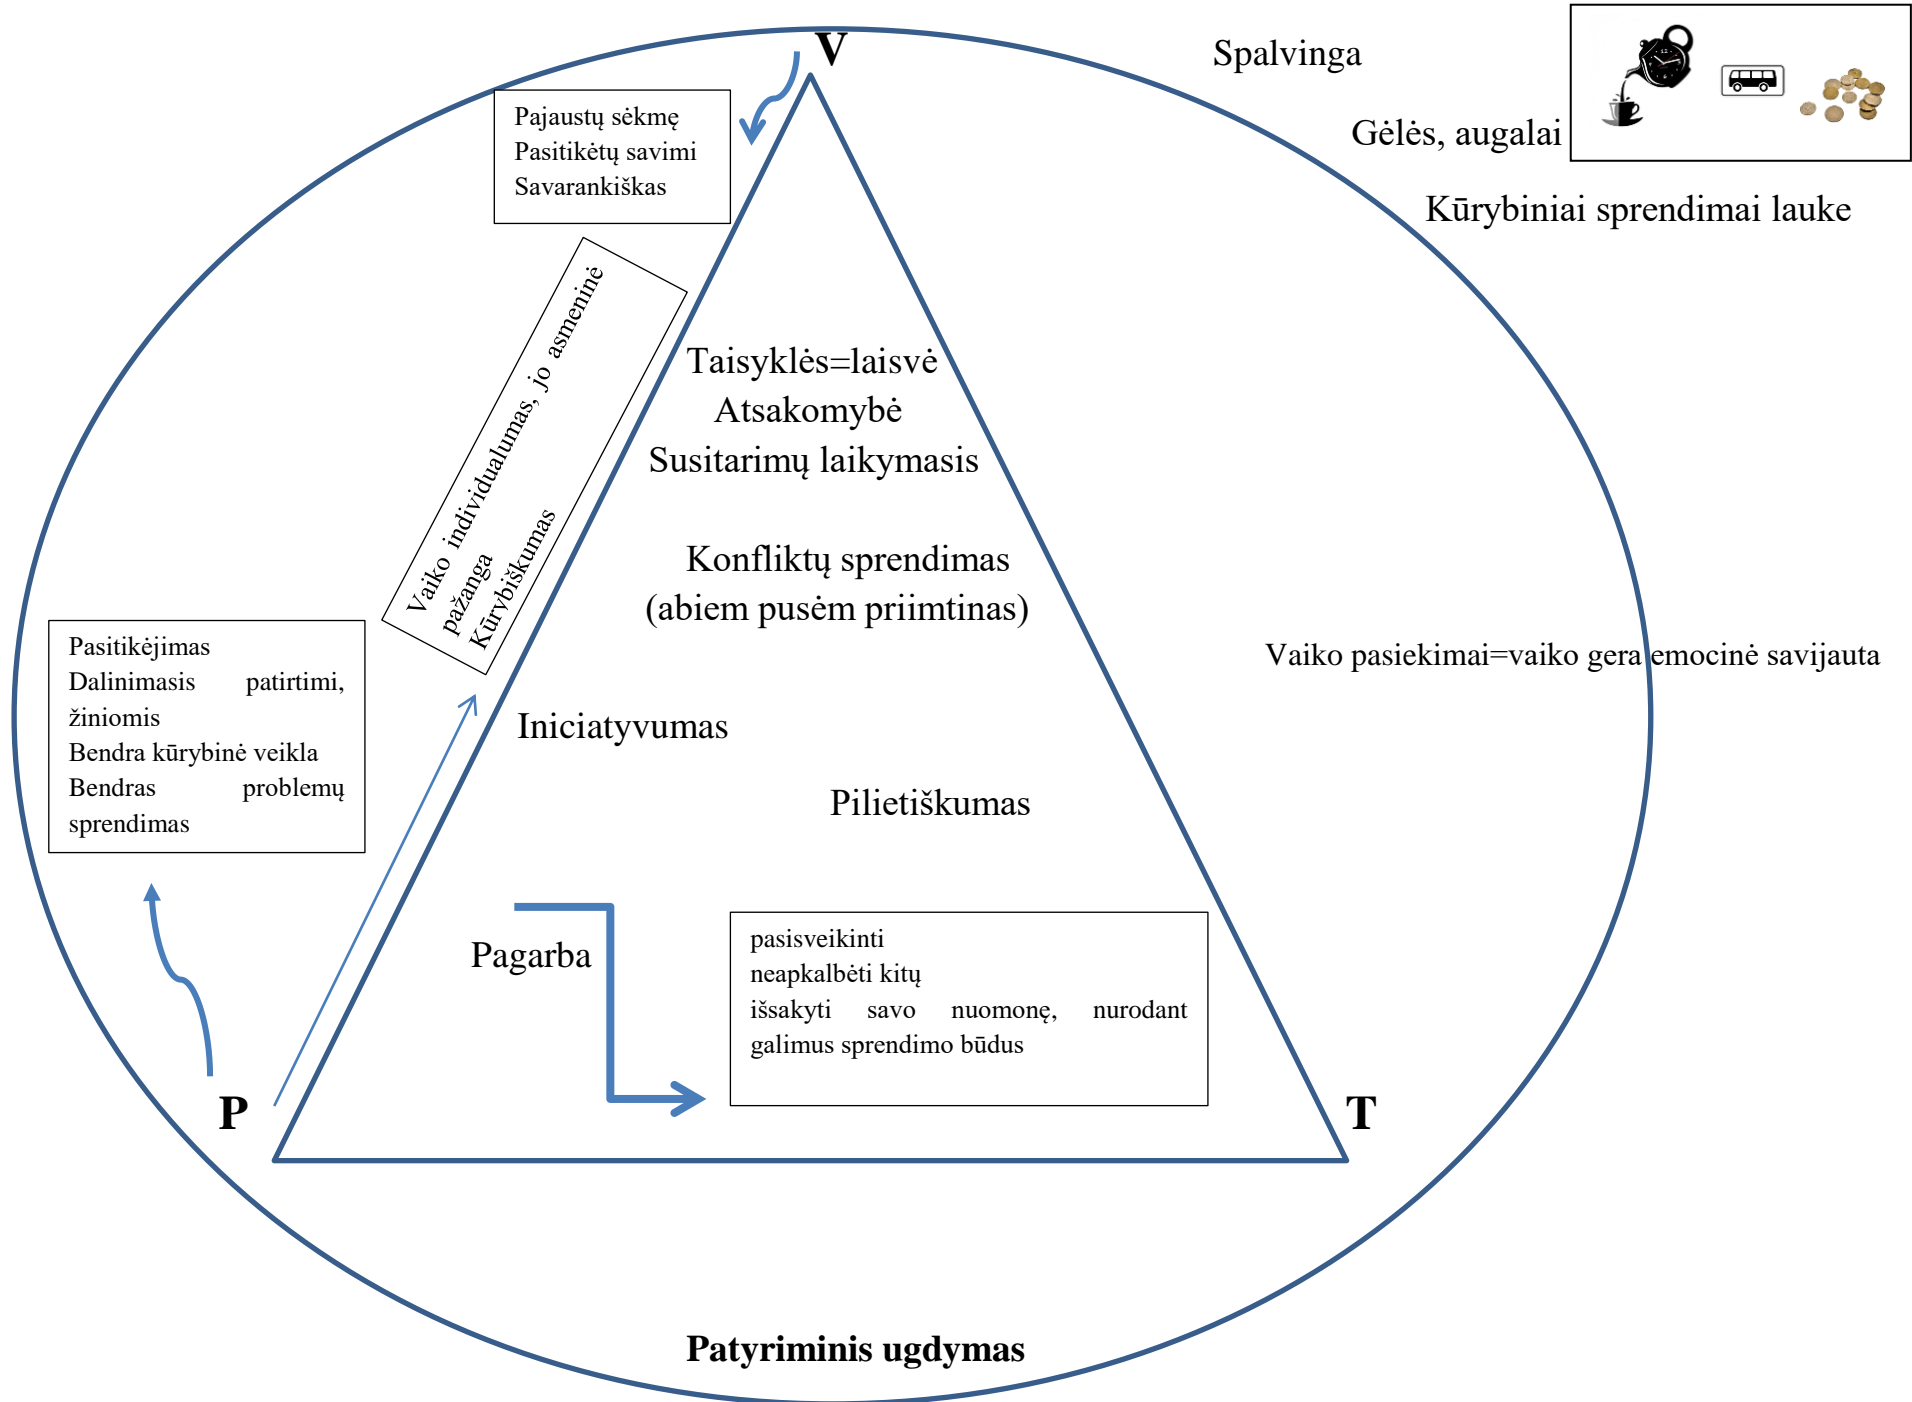 V
Spalvinga
Pajaustų sėkmę
Pasitikėtų savimi
Savarankiškas
Gėlės, augalai
Kūrybiniai sprendimai lauke
Vaiko individualumas, jo asmeninė
pažanga
Kūrybiškumas
Taisyklės=laisvė
Atsakomybė
Susitarimų laikymasis
Konfliktų sprendimas
(abiem pusėm priimtinas)
Pasitikėjimas
Dalinimasis patirtimi,
žiniomis
Bendra kūrybinė veikla
Bendras problemų
sprendimas
Vaiko pasiekimai=vaiko gera emocinė savijauta
Iniciatyvumas
Pilietiškumas
Pagarba
pasisveikinti
neapkalbėti kitų
išsakyti savo nuomonę, nurodant
galimus sprendimo būdus
P
T
Patyriminis ugdymas